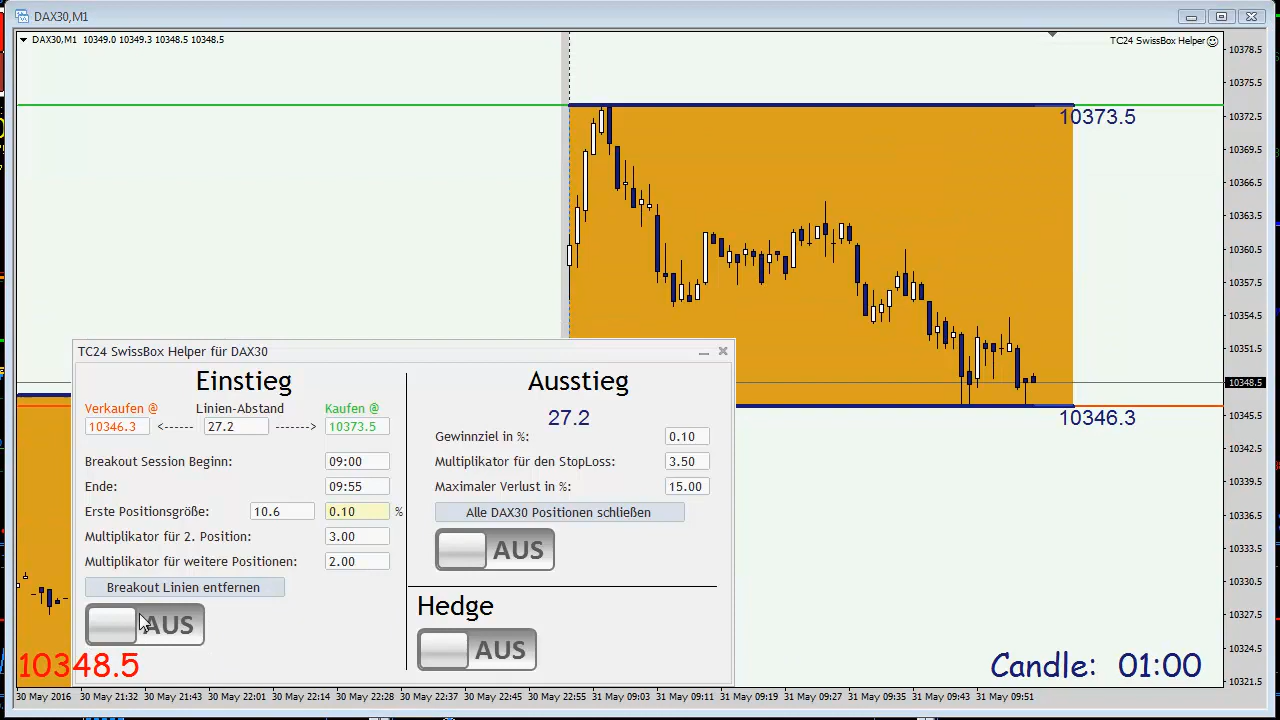 DAX30,M1
DAX30,M1 10349.0 10349.3 10348.5 10348.5
TC24 SwissBox Helper
10373.5
10346.3
10378.5
10375.5
10372.5
10369.5
10366.5
10363.5
10360.5
10357.5
10354.5
10351.5
10348.5
10345.5
10342.5
10339.5
10336.5
10333.5
10330.5
10327.5
10324.5
10321.5
TC24 SwissBox Helper für DAX30
Einstieg
Verkaufen @ Linien-Abstand Kaufen @
10346.3 <------ 27.2 ------> 10373.5
Breakout Session Beginn: 09:00
Ende: 09:55
Erste Positionsgröße: 10.6 0.10 %
Multiplikator für 2. Position: 3.00
Multiplikator für weitere Positionen: 2.00
Breakout Linien entfernen
AUS
Ausstieg
27.2
Gewinnziel in %: 0.10
Multiplikator für den StopLoss: 3.50
Maximaler Verlust in %: 15.00
Alle DAX30 Positionen schließen
AUS
Hedge
AUS
10348.5
Candle: 01:00
30 May 2016 30 May 21:32 30 May 21:43 30 May 22:01 30 May 22:14 30 May 22:28 30 May 22:37 30 May 22:45 30 May 22:55 31 May 09:03 31 May 09:11 31 May 09:19 31 May 09:27 31 May 09:35 31 May 09:43 31 May 09:51